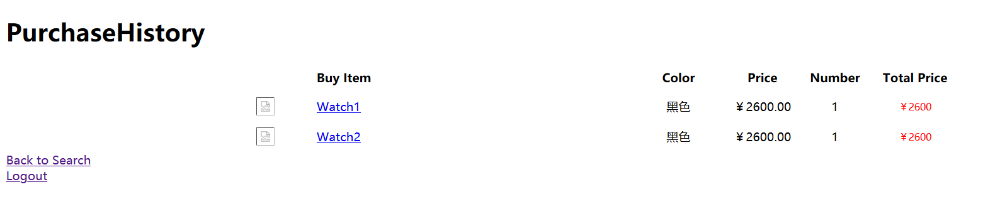 PurchaseHistory
Buy Item Color Price Number Total Price
Watch1 黑色 ￥2600.00 1 ￥2600
Watch2 黑色 ￥2600.00 1 ￥2600
Back to Search
Logout